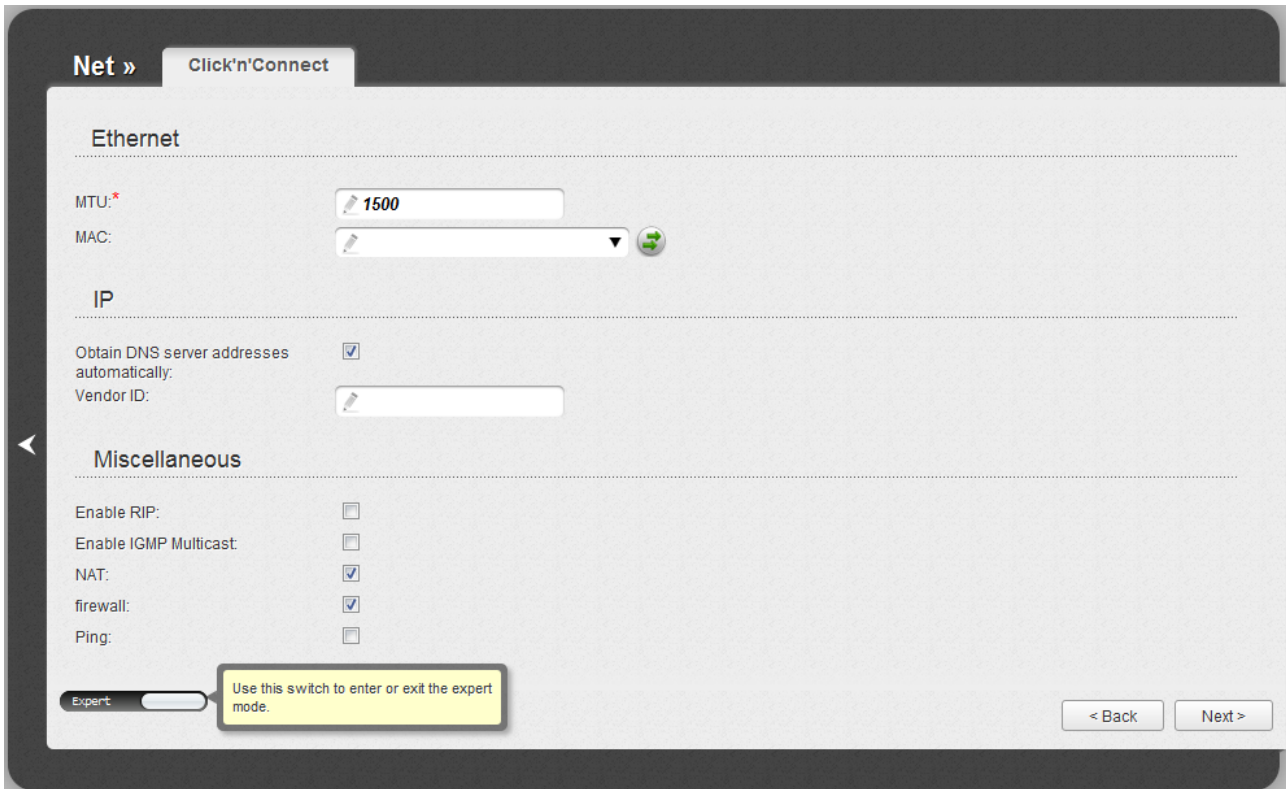 Net »
Click'n'Connect
Ethernet
MTU:*
1500
MAC:
IP
Obtain DNS server addresses
automatically:
Vendor ID:
Miscellaneous
Enable RIP:
Enable IGMP Multicast:
NAT:
firewall:
Ping:
Expert
Use this switch to enter or exit the expert
mode.
< Back
Next >